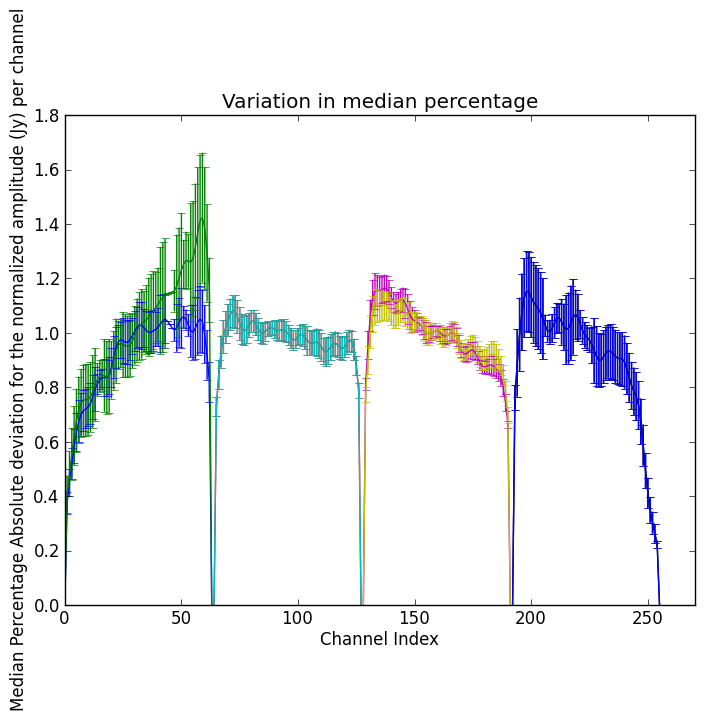 Variation in median percentage
Median Percentage Absolute deviation for the normalized amplitude (Jy) per channel
1.8
1.6
1.4
1.2
1.0
0.8
0.6
0.4
0.2
0.0
0 50 100 150 200 250
Channel Index